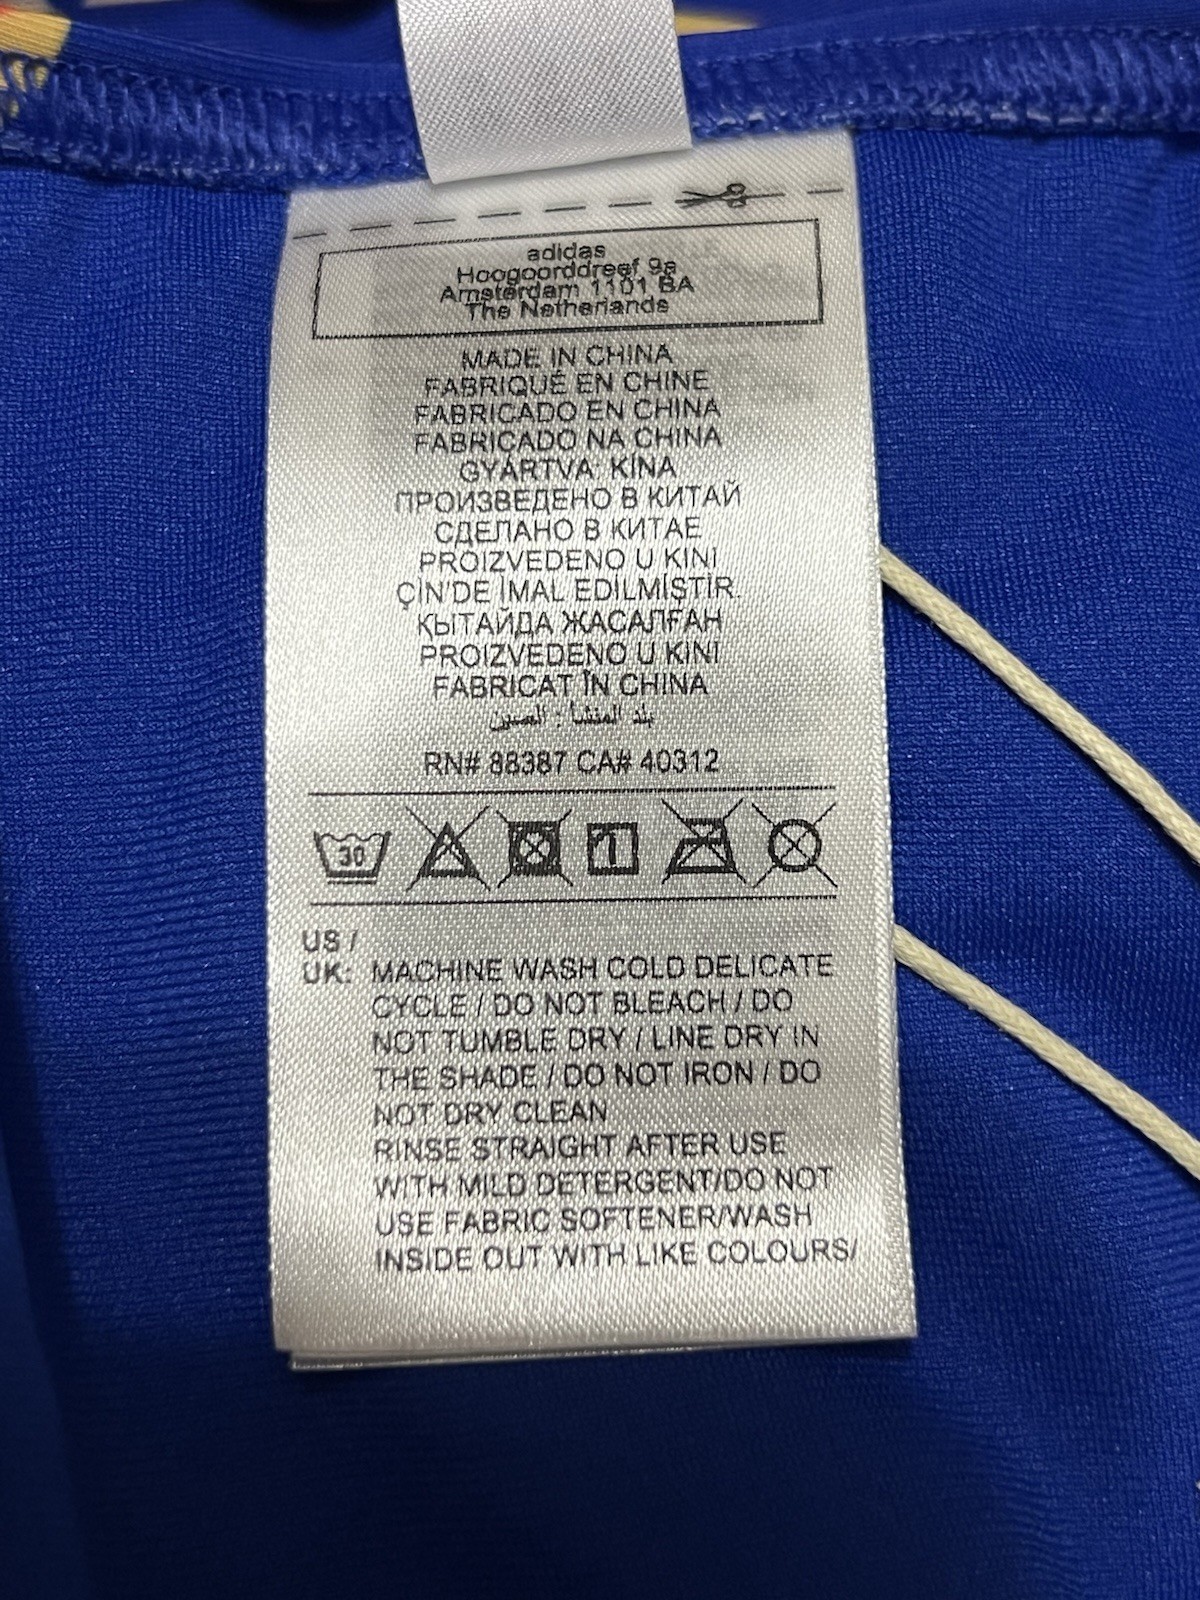 adidas
Hoogoorddreef 9a
Amsterdam 1101 BA
The Netherlands
MADE IN CHINA
FABRIQUÉ EN CHINE
FABRICADO EN CHINA
FABRICADO NA CHINA
GYÁRTVA: KÍNA
ПРОИЗВЕДЕНО В КИТАЙ
СДЕЛАНО В КИТАЕ
PROIZVEDENO U KINI
ÇİN'DE İMAL EDİLMİŞTİR.
ҚЫТАЙДА ЖАСАЛҒАН
PROIZVEDENO U KINI
FABRICAT ÎN CHINA
بلد المنشأ : الصين
RN# 88387 CA# 40312
30
US /
UK: MACHINE WASH COLD DELICATE
CYCLE / DO NOT BLEACH / DO
NOT TUMBLE DRY / LINE DRY IN
THE SHADE / DO NOT IRON / DO
NOT DRY CLEAN
RINSE STRAIGHT AFTER USE
WITH MILD DETERGENT/DO NOT
USE FABRIC SOFTENER/WASH
INSIDE OUT WITH LIKE COLOURS/